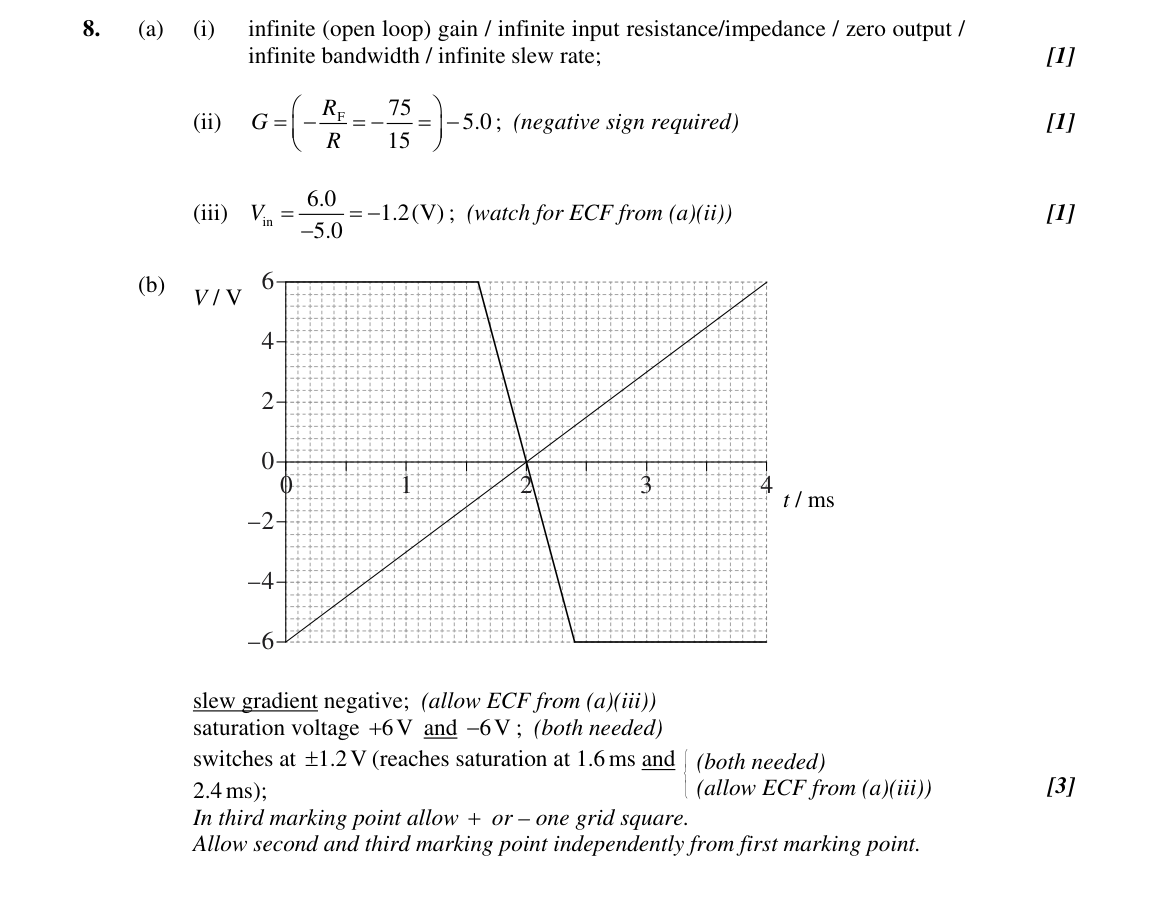 8. (a) (i) infinite (open loop) gain / infinite input resistance/impedance / zero output /
infinite bandwidth / infinite slew rate; [1]
(ii) G = ( − R_F / R = − 75 / 15 = ) −5.0; (negative sign required) [1]
(iii) V_in = 6.0 / −5.0 = −1.2 (V); (watch for ECF from (a)(ii)) [1]
(b) V / V
6
4
2
0
0 1 2 3 4
t / ms
−2
−4
−6
slew gradient negative; (allow ECF from (a)(iii))
saturation voltage +6 V and −6 V; (both needed)
switches at ±1.2 V (reaches saturation at 1.6 ms and (both needed)
2.4 ms); (allow ECF from (a)(iii)) [3]
In third marking point allow + or – one grid square.
Allow second and third marking point independently from first marking point.